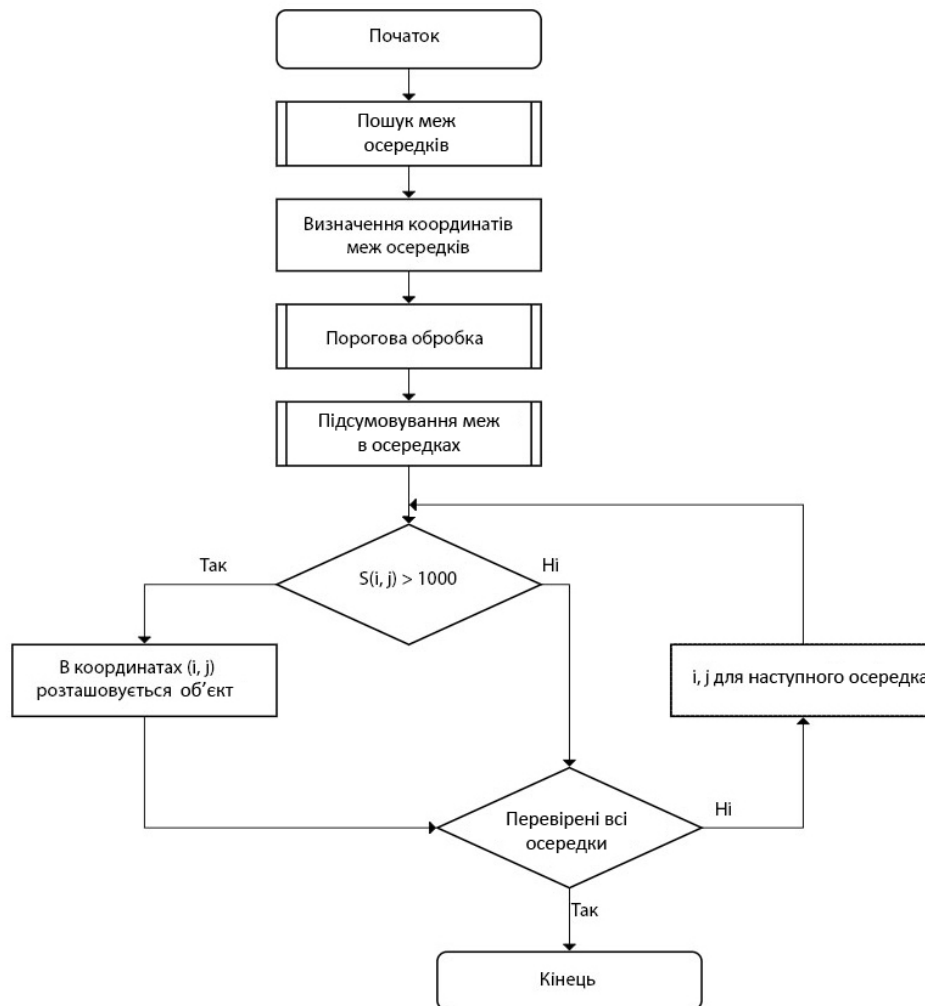 Початок
Пошук меж
осередків
Визначення координатів
меж осередків
Порогова обробка
Підсумовування меж
в осередках
Так
S(i, j) > 1000
Ні
В координатах (i, j)
розташовується об’єкт
i, j для наступного осередка
Перевірені всі
осередки
Ні
Так
Кінець